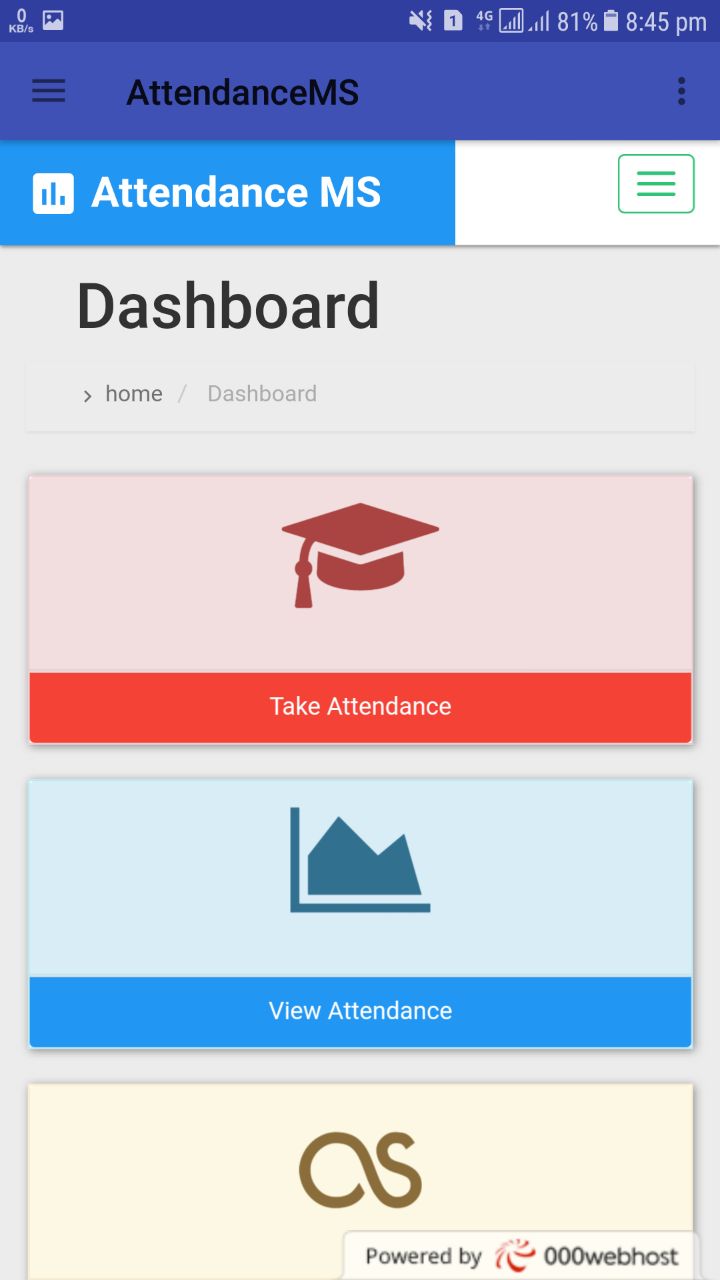 0
KB/s
1 4G 81% 8:45 pm
AttendanceMS
Attendance MS
Dashboard
› home / Dashboard
Take Attendance
View Attendance
Powered by 000webhost